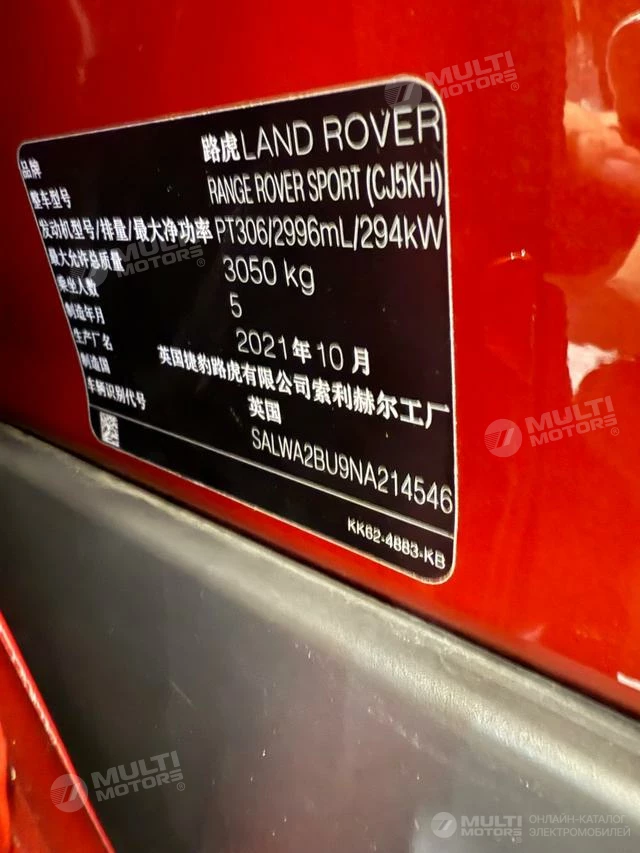 品牌 路虎LAND ROVER
整车型号 RANGE ROVER SPORT (CJ5KH)
发动机型号/排量/最大净功率 PT306/2996mL/294kW
最大允许总质量 3050 kg
乘坐人数 5
制造年月 2021年10月
生产厂名 英国捷豹路虎有限公司索利赫尔工厂
制造国 英国
车辆识别代号 SALWA2BU9NA214546
KK62-4883-KB
MULTI MOTORS®
MULTI MOTORS®
MULTI MOTORS®
MULTI MOTORS®
MULTI MOTORS® ОНЛАЙН-КАТАЛОГ ЭЛЕКТРОМОБИЛЕЙ